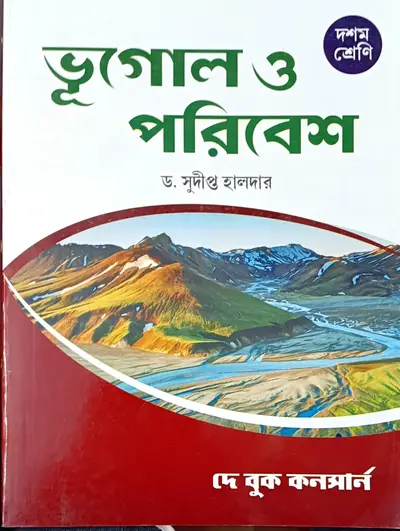 দশম
শ্রেণি
ভূগোল ও
পরিবেশ
ড. সুদীপ্ত হালদার
দে বুক কনসার্ন